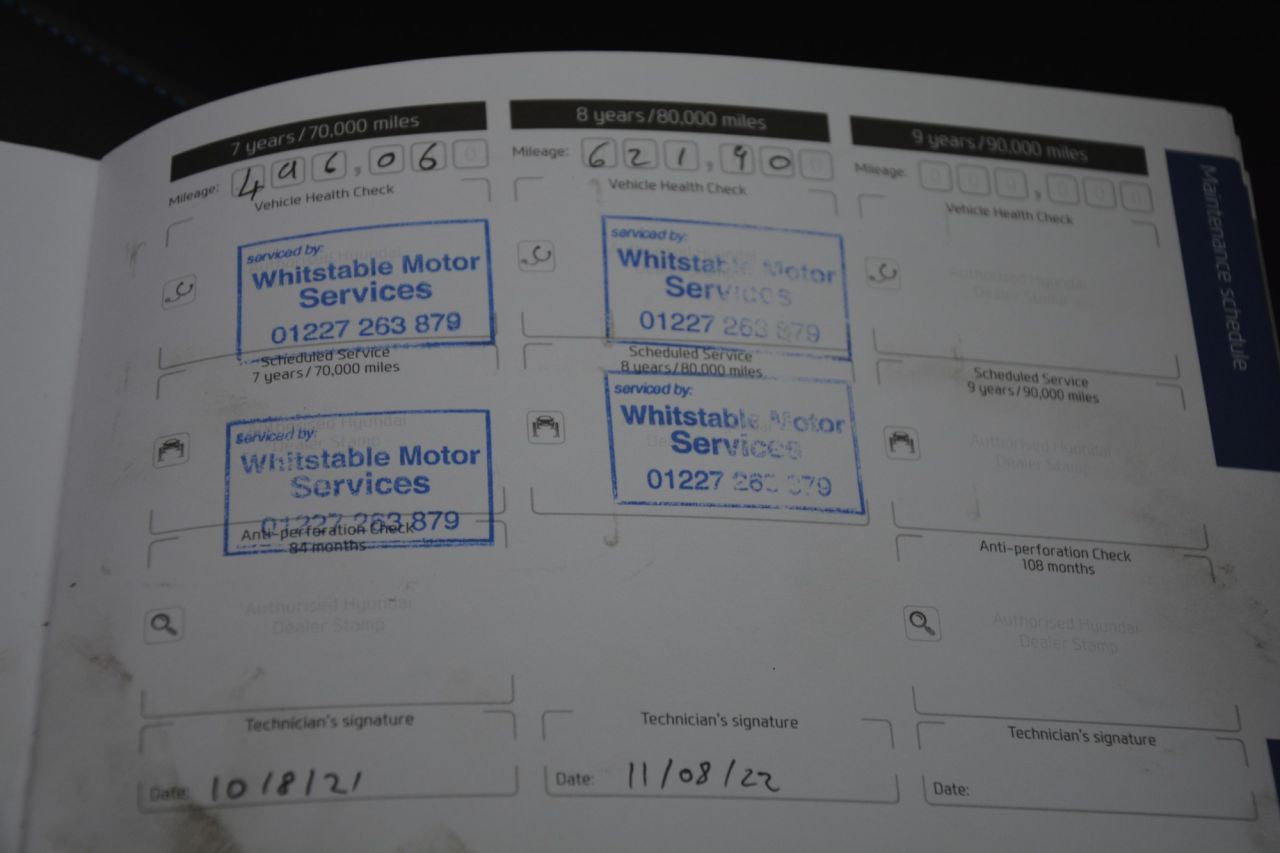 7 years/70,000 miles
Mileage: 496,06
Vehicle Health Check
serviced by:
Whitstable Motor
Services
01227 263 879
Scheduled Service
7 years/70,000 miles
serviced by:
Whitstable Motor
Services
01227 263 879
Anti-perforation Check
84 months
Authorised Hyundai
Dealer Stamp
Technician's signature
Date: 10/8/21
8 years/80,000 miles
Mileage: 621,90
Vehicle Health Check
serviced by:
Whitstable Motor
Services
01227 263 879
Scheduled Service
8 years/80,000 miles
serviced by:
Whitstable Motor
Services
01227 263 879
Technician's signature
Date: 11/08/22
9 years/90,000 miles
Mileage: 000,000
Vehicle Health Check
Authorised Hyundai
Dealer Stamp
Scheduled Service
9 years/90,000 miles
Authorised Hyundai
Dealer Stamp
Anti-perforation Check
108 months
Authorised Hyundai
Dealer Stamp
Technician's signature
Date:
Maintenance schedule